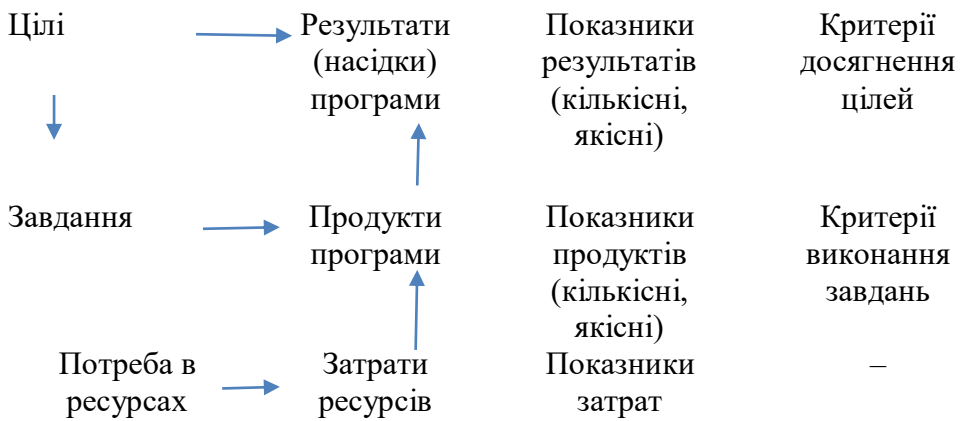 Цілі
Результати
(насідки)
програми
Показники
результатів
(кількісні,
якісні)
Критерії
досягнення
цілей
Завдання
Продукти
програми
Показники
продуктів
(кількісні,
якісні)
Критерії
виконання
завдань
Потреба в
ресурсах
Затрати
ресурсів
Показники
затрат
–